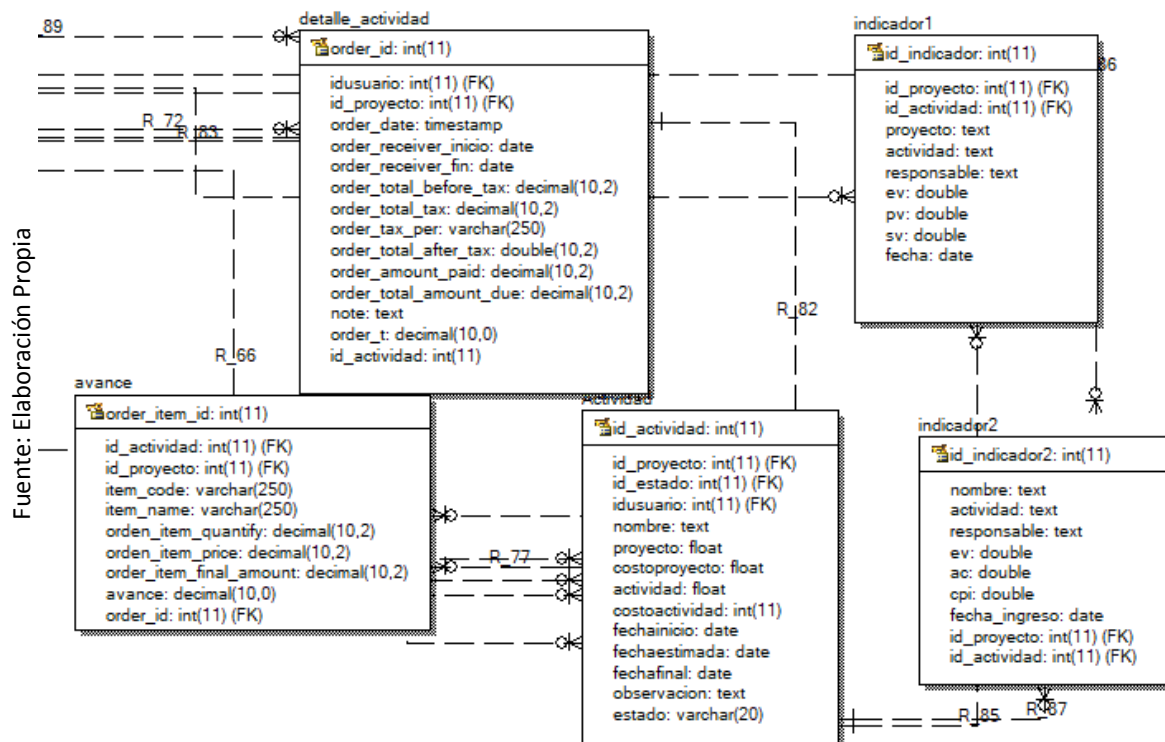 _89
detalle_actividad
order_id: int(11)
idusuario: int(11) (FK)
id_proyecto: int(11) (FK)
order_date: timestamp
order_receiver_inicio: date
order_receiver_fin: date
order_total_before_tax: decimal(10,2)
order_total_tax: decimal(10,2)
order_tax_per: varchar(250)
order_total_after_tax: double(10,2)
order_amount_paid: decimal(10,2)
order_total_amount_due: decimal(10,2)
note: text
order_t: decimal(10,0)
id_actividad: int(11)
indicador1
id_indicador: int(11)
id_proyecto: int(11) (FK)
id_actividad: int(11) (FK)
proyecto: text
actividad: text
responsable: text
ev: double
pv: double
sv: double
fecha: date
R_72
R_83
R_82
R_66
Fuente: Elaboración Propia
avance
order_item_id: int(11)
id_actividad: int(11) (FK)
id_proyecto: int(11) (FK)
item_code: varchar(250)
item_name: varchar(250)
orden_item_quantify: decimal(10,2)
orden_item_price: decimal(10,2)
order_item_final_amount: decimal(10,2)
avance: decimal(10,0)
order_id: int(11) (FK)
R_77
Actividad
id_actividad: int(11)
id_proyecto: int(11) (FK)
id_estado: int(11) (FK)
idusuario: int(11) (FK)
nombre: text
proyecto: float
costoproyecto: float
actividad: float
costoactividad: int(11)
fechainicio: date
fechaestimada: date
fechafinal: date
observacion: text
estado: varchar(20)
indicador2
id_indicador2: int(11)
nombre: text
actividad: text
responsable: text
ev: double
ac: double
cpi: double
fecha_ingreso: date
id_proyecto: int(11) (FK)
id_actividad: int(11) (FK)
R_85
R_87